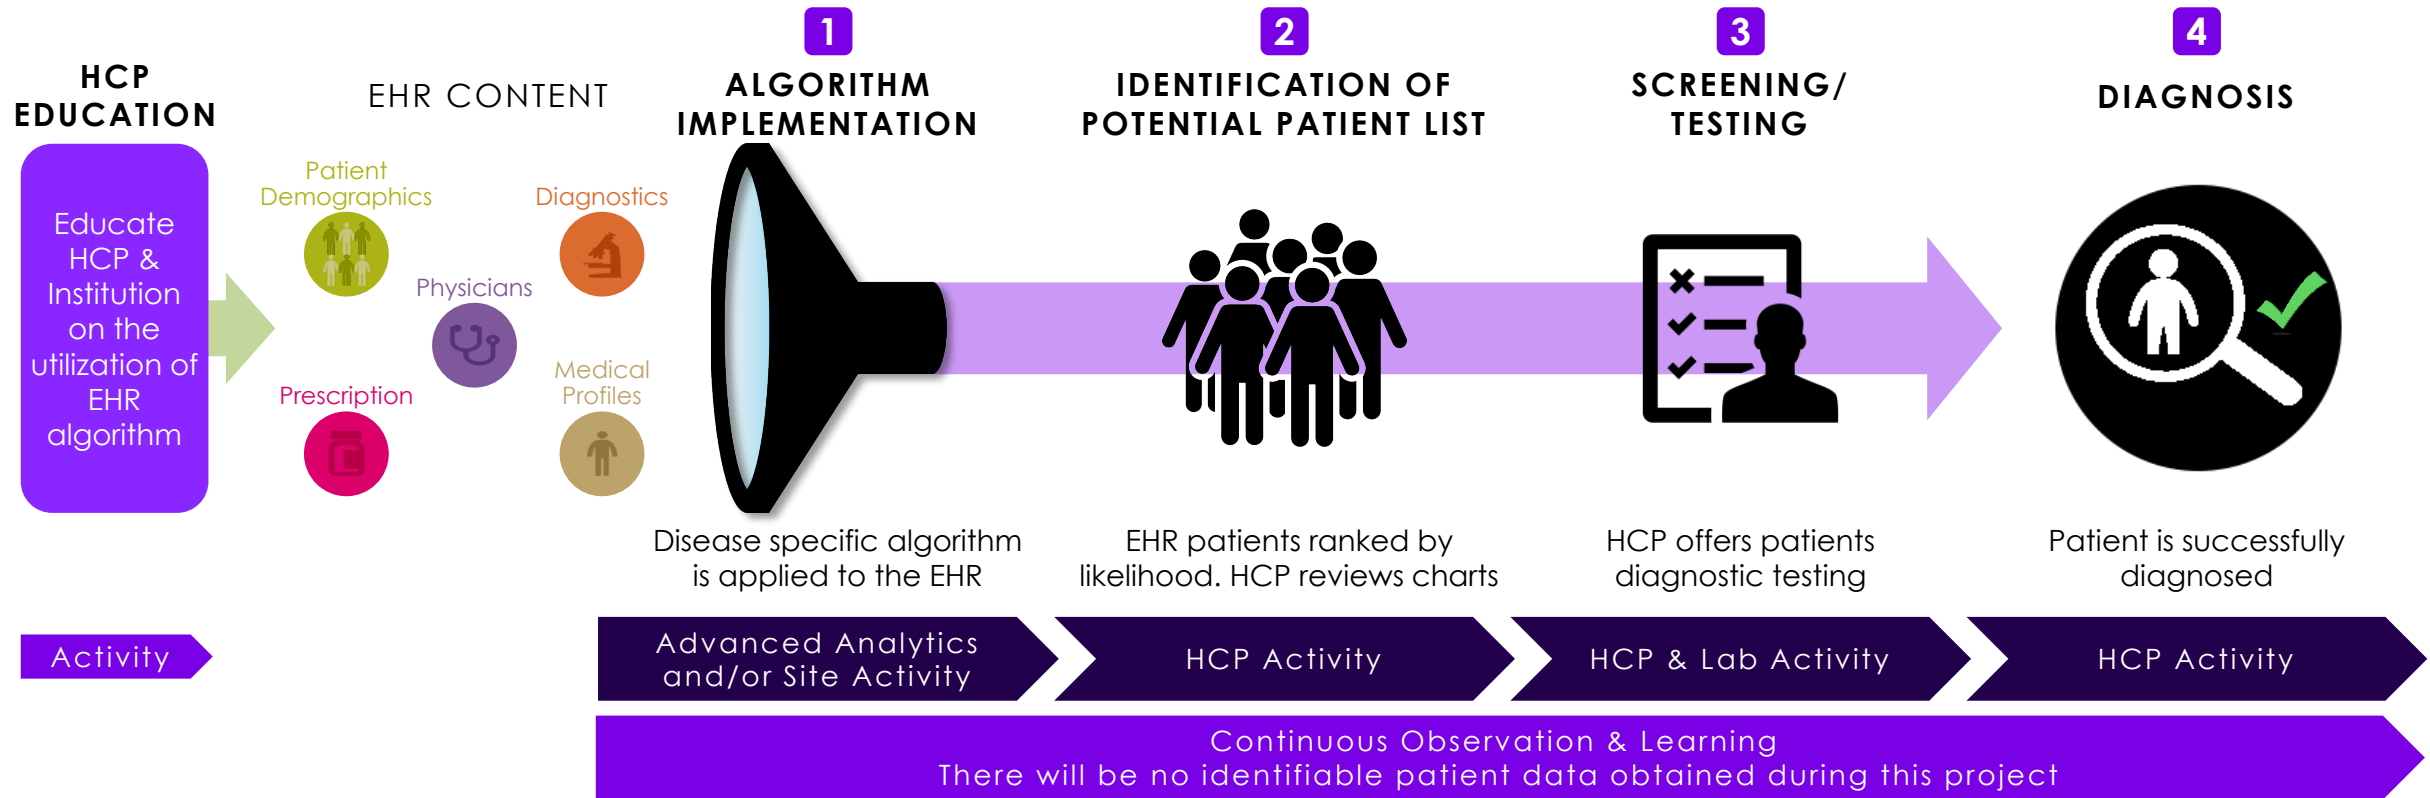 HCP
EDUCATION
Educate
HCP &
Institution
on the
utilization of
EHR
algorithm
EHR CONTENT
Patient
Demographics
Diagnostics
Physicians
Prescription
Medical
Profiles
1
ALGORITHM
IMPLEMENTATION
Disease specific algorithm
is applied to the EHR
2
IDENTIFICATION OF
POTENTIAL PATIENT LIST
EHR patients ranked by
likelihood. HCP reviews charts
3
SCREENING/
TESTING
HCP offers patients
diagnostic testing
4
DIAGNOSIS
Patient is successfully
diagnosed
Activity
Advanced Analytics
and/or Site Activity
HCP Activity
HCP & Lab Activity
HCP Activity
Continuous Observation & Learning
There will be no identifiable patient data obtained during this project